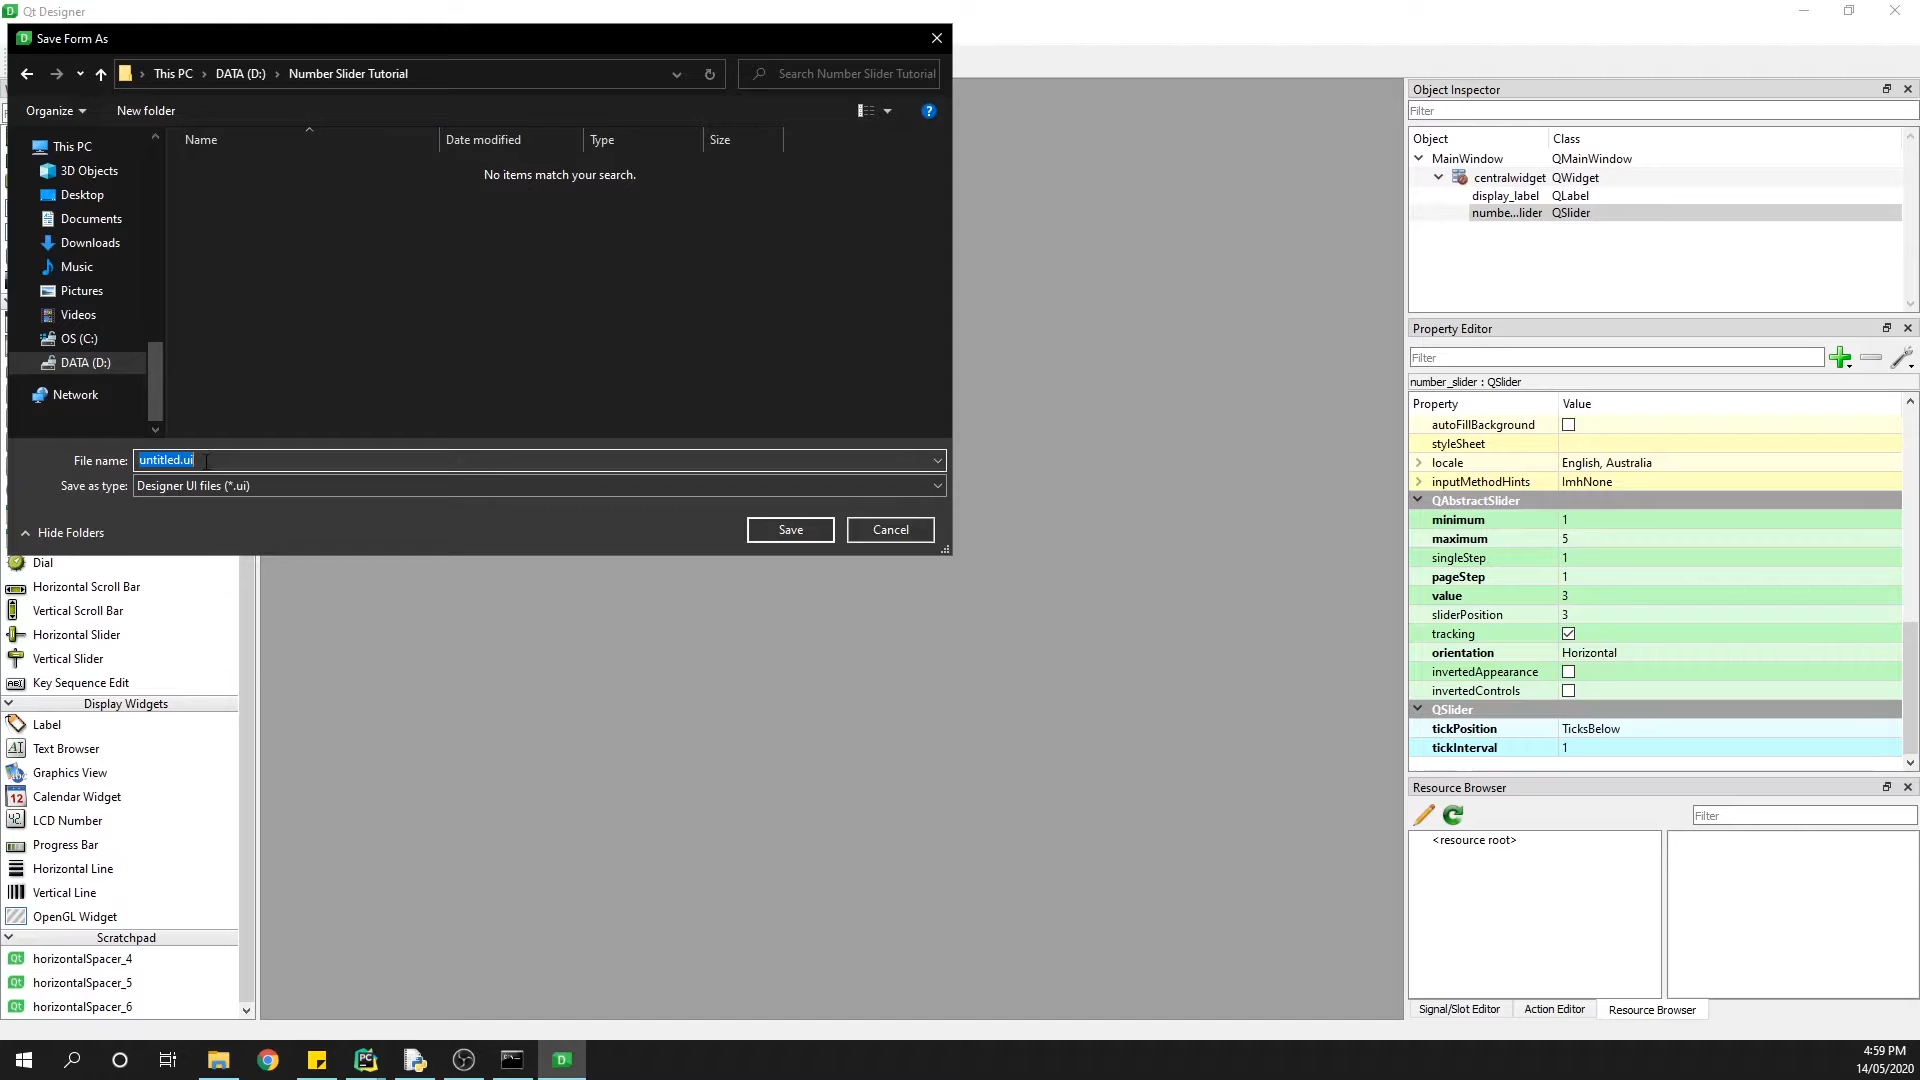 Qt Designer
Save Form As
This PC
DATA (D:)
Number Slider Tutorial
Search Number Slider Tutorial
Organize
New folder
Name
Date modified
Type
Size
No items match your search.
This PC
3D Objects
Desktop
Documents
Downloads
Music
Pictures
Videos
OS (C:)
DATA (D:)
Network
File name:
untitled.ui
Save as type:
Designer UI files (*.ui)
Hide Folders
Save
Cancel
Dial
Horizontal Scroll Bar
Vertical Scroll Bar
Horizontal Slider
Vertical Slider
Key Sequence Edit
Display Widgets
Label
Text Browser
Graphics View
Calendar Widget
LCD Number
Progress Bar
Horizontal Line
Vertical Line
OpenGL Widget
Scratchpad
horizontalSpacer_4
horizontalSpacer_5
horizontalSpacer_6
Object Inspector
Filter
Object Class
MainWindow QMainWindow
centralwidget QWidget
display_label QLabel
numbe...lider QSlider
Property Editor
Filter
number_slider : QSlider
Property Value
autoFillBackground
styleSheet
locale English, Australia
inputMethodHints ImhNone
QAbstractSlider
minimum 1
maximum 5
singleStep 1
pageStep 1
value 3
sliderPosition 3
tracking
orientation Horizontal
invertedAppearance
invertedControls
QSlider
tickPosition TicksBelow
tickInterval 1
Resource Browser
Filter
<resource root>
Signal/Slot Editor
Action Editor
Resource Browser
4:59 PM
14/05/2020